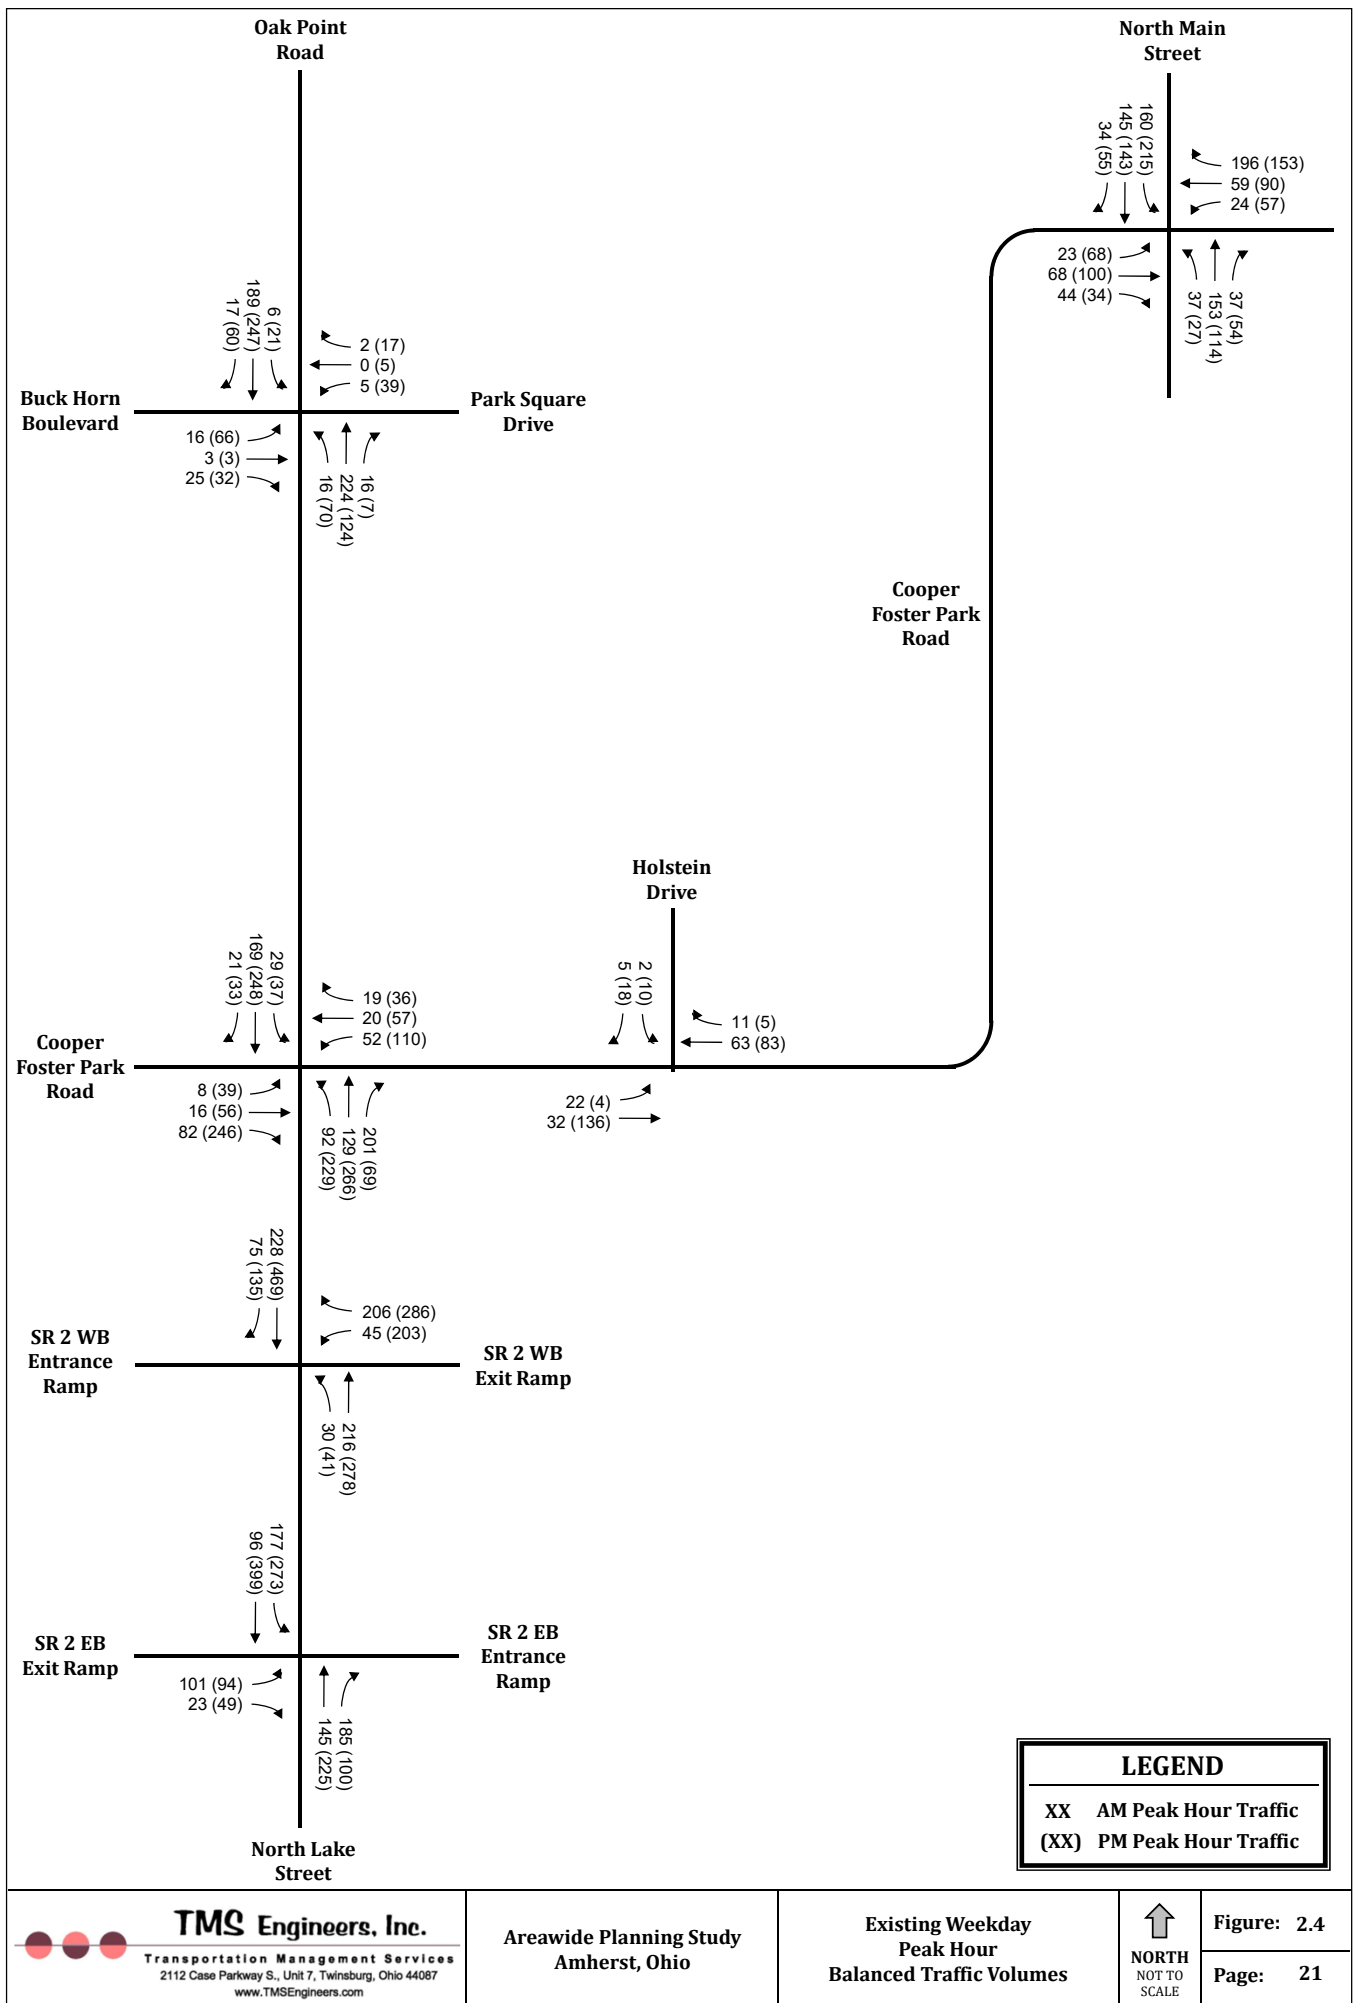 Oak Point
Road
North Main
Street
160 (215)
145 (143)
34 (55)
196 (153)
59 (90)
24 (57)
23 (68)
68 (100)
44 (34)
37 (54)
153 (114)
37 (27)
6 (21)
189 (247)
17 (60)
2 (17)
0 (5)
5 (39)
Buck Horn
Boulevard
Park Square
Drive
16 (66)
3 (3)
25 (32)
16 (7)
224 (124)
16 (70)
Cooper
Foster Park
Road
Holstein
Drive
29 (37)
169 (248)
21 (33)
19 (36)
20 (57)
52 (110)
2 (10)
5 (18)
11 (5)
63 (83)
Cooper
Foster Park
Road
8 (39)
16 (56)
82 (246)
201 (69)
129 (266)
92 (229)
22 (4)
32 (136)
228 (469)
75 (135)
206 (286)
45 (203)
SR 2 WB
Entrance
Ramp
SR 2 WB
Exit Ramp
216 (278)
30 (41)
177 (273)
96 (399)
SR 2 EB
Exit Ramp
SR 2 EB
Entrance
Ramp
101 (94)
23 (49)
185 (100)
145 (225)
North Lake
Street
LEGEND
XX AM Peak Hour Traffic
(XX) PM Peak Hour Traffic
TMS Engineers, Inc.
Transportation Management Services
2112 Case Parkway S., Unit 7, Twinsburg, Ohio 44087
www.TMSEngineers.com
Areawide Planning Study
Amherst, Ohio
Existing Weekday
Peak Hour
Balanced Traffic Volumes
NORTH
NOT TO
SCALE
Figure: 2.4
Page: 21